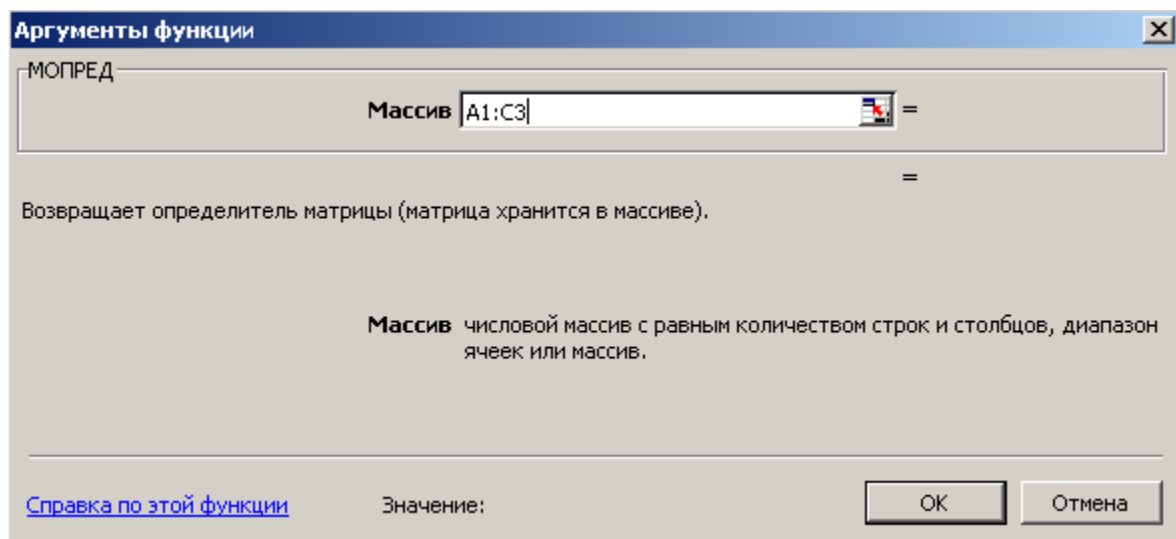 Аргументы функции
МОПРЕД
Массив A1:C3 =
=
Возвращает определитель матрицы (матрица хранится в массиве).
Массив числовой массив с равным количеством строк и столбцов, диапазон
ячеек или массив.
Справка по этой функции Значение: OK Отмена